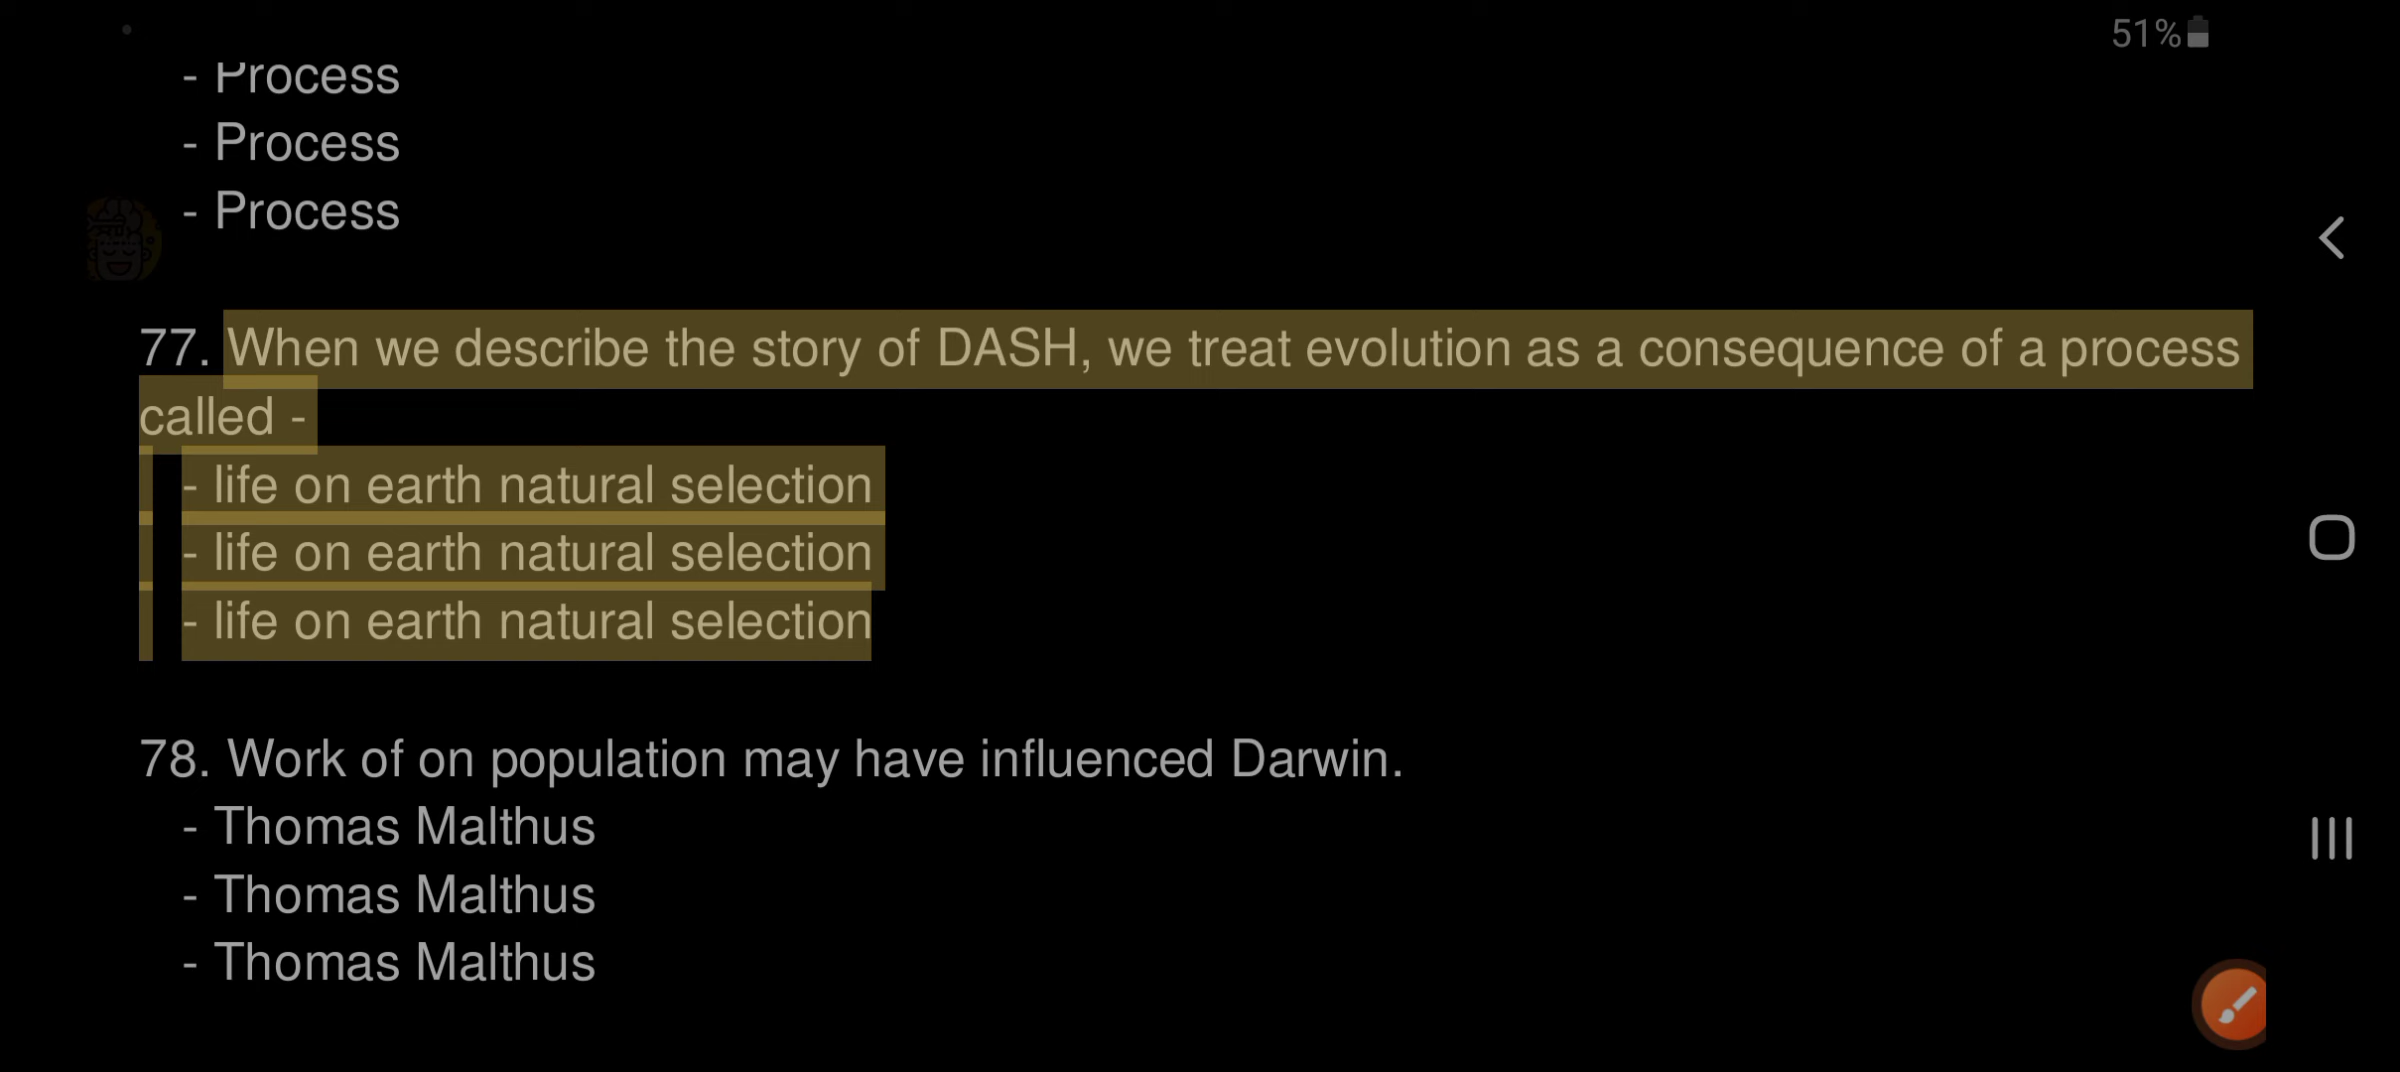 51%
- Process
- Process
- Process
77. When we describe the story of DASH, we treat evolution as a consequence of a process
called -
- life on earth natural selection
- life on earth natural selection
- life on earth natural selection
78. Work of on population may have influenced Darwin.
- Thomas Malthus
- Thomas Malthus
- Thomas Malthus